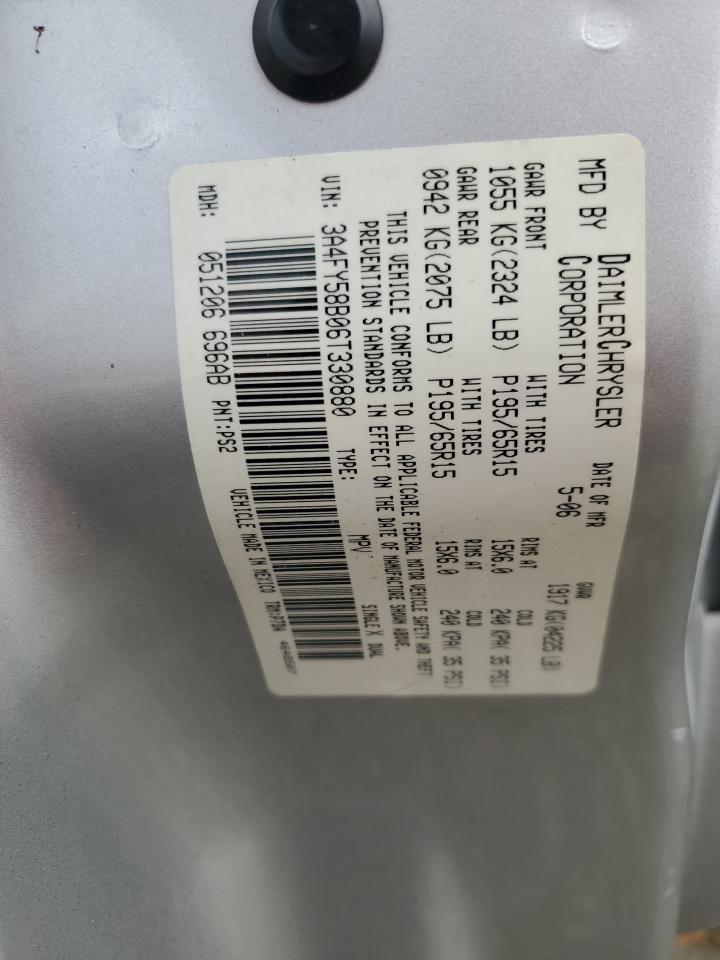 MFD BY DAIMLERCHRYSLER CORPORATION DATE OF MFR 5-06 GVWR 1917 KG(04225 LB)
GAWR FRONT WITH TIRES RIMS AT COLD
1055 KG(2324 LB) P195/65R15 15X6.0 240 KPA( 35 PSI)
GAWR REAR WITH TIRES RIMS AT COLD
0942 KG(2075 LB) P195/65R15 15X6.0 240 KPA( 35 PSI)
THIS VEHICLE CONFORMS TO ALL APPLICABLE FEDERAL MOTOR VEHICLE SAFETY AND THEFT
PREVENTION STANDARDS IN EFFECT ON THE DATE OF MANUFACTURE SHOWN ABOVE.
VIN: 3A4FY58B06T330880 TYPE: MPV SINGLE X DUAL
MDH: 051206 696AB PNT:PS2 VEHICLE MADE IN MEXICO